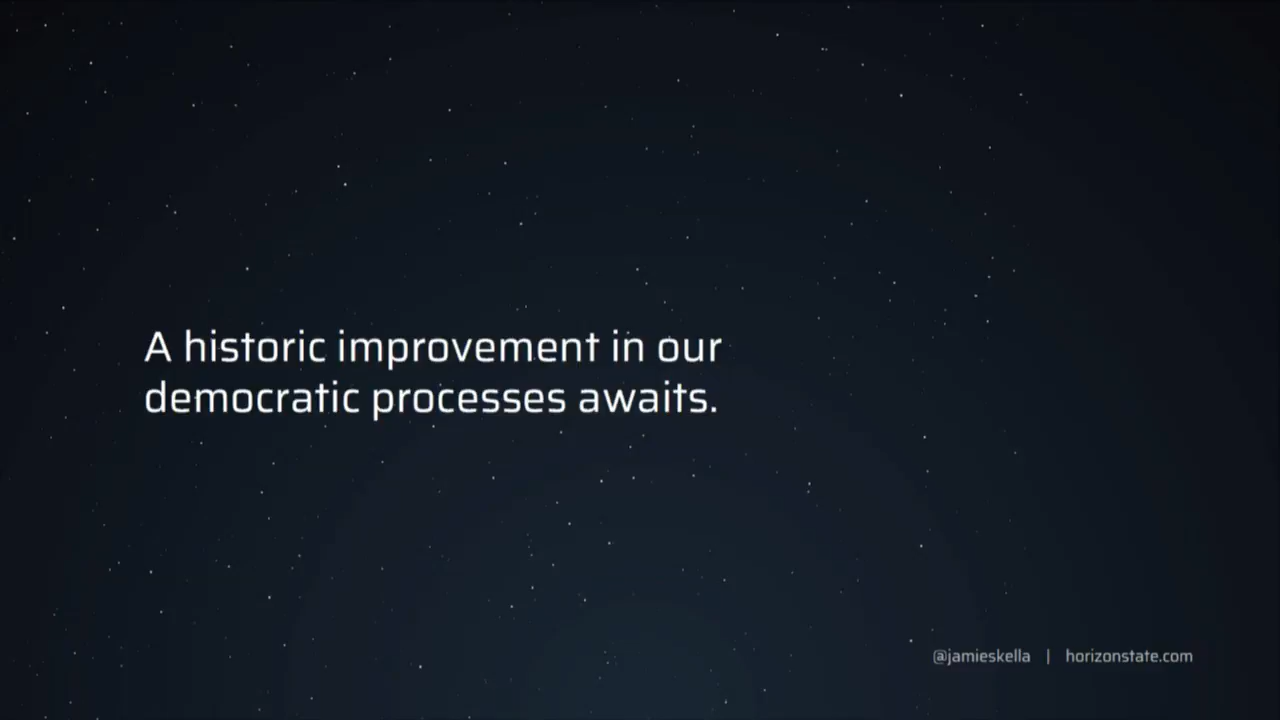 A historic improvement in our
democratic processes awaits.
@jamieskella | horizonstate.com